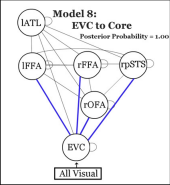 Model 8:
EVC to Core
Posterior Probability = 1.00
lATL
lFFA
rFFA
rpSTS
rOFA
EVC
All Visual